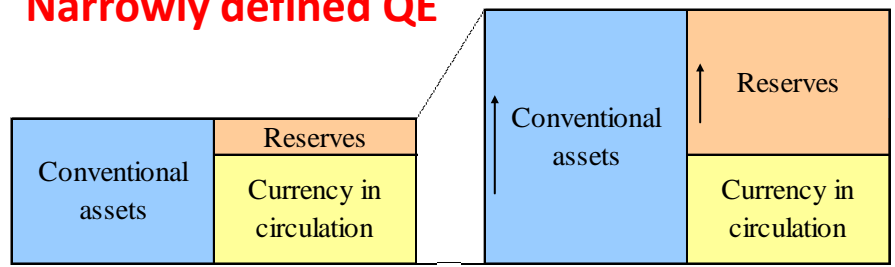 Narrowly defined QE
Conventional
assets
Reserves
Currency in
circulation
Conventional
assets
Reserves
Currency in
circulation